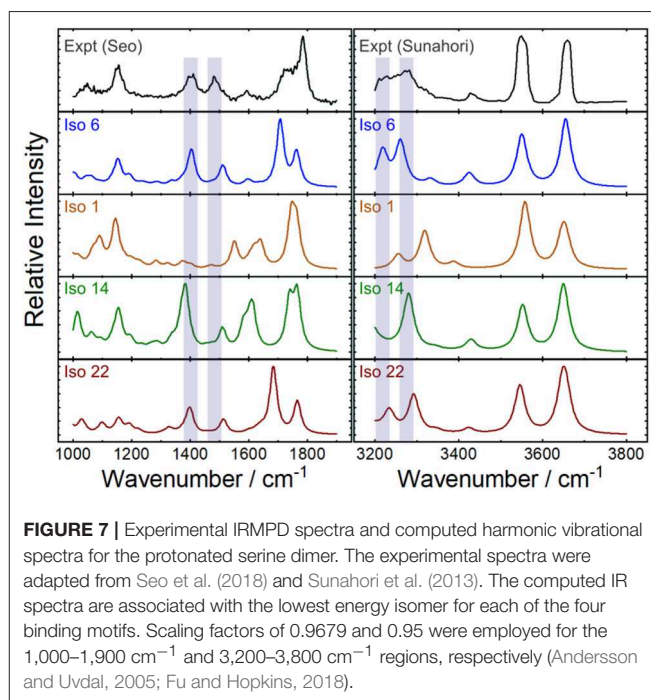 Relative Intensity
Expt (Seo)
Expt (Sunahori)
Iso 6
Iso 6
Iso 1
Iso 1
Iso 14
Iso 14
Iso 22
Iso 22
1000 1200 1400 1600 1800
3200 3400 3600 3800
Wavenumber / cm⁻¹
Wavenumber / cm⁻¹
FIGURE 7 | Experimental IRMPD spectra and computed harmonic vibrational
spectra for the protonated serine dimer. The experimental spectra were
adapted from Seo et al. (2018) and Sunahori et al. (2013). The computed IR
spectra are associated with the lowest energy isomer for each of the four
binding motifs. Scaling factors of 0.9679 and 0.95 were employed for the
1,000–1,900 cm⁻¹ and 3,200–3,800 cm⁻¹ regions, respectively (Andersson
and Uvdal, 2005; Fu and Hopkins, 2018).